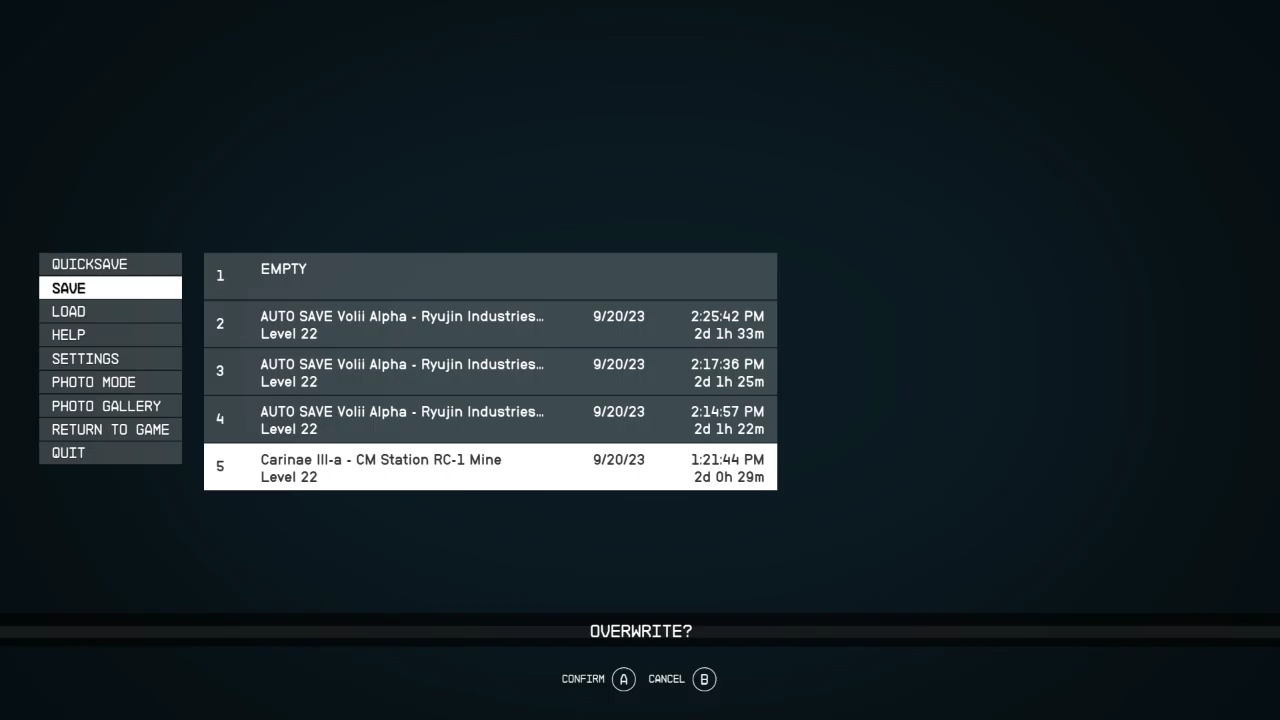 QUICKSAVE
SAVE
LOAD
HELP
SETTINGS
PHOTO MODE
PHOTO GALLERY
RETURN TO GAME
QUIT
1 EMPTY
2 AUTO SAVE Volii Alpha - Ryujin Industries... 9/20/23 2:25:42 PM
Level 22 2d 1h 33m
3 AUTO SAVE Volii Alpha - Ryujin Industries... 9/20/23 2:17:36 PM
Level 22 2d 1h 25m
4 AUTO SAVE Volii Alpha - Ryujin Industries... 9/20/23 2:14:57 PM
Level 22 2d 1h 22m
5 Carinae III-a - CM Station RC-1 Mine 9/20/23 1:21:44 PM
Level 22 2d 0h 29m
OVERWRITE?
CONFIRM A CANCEL B